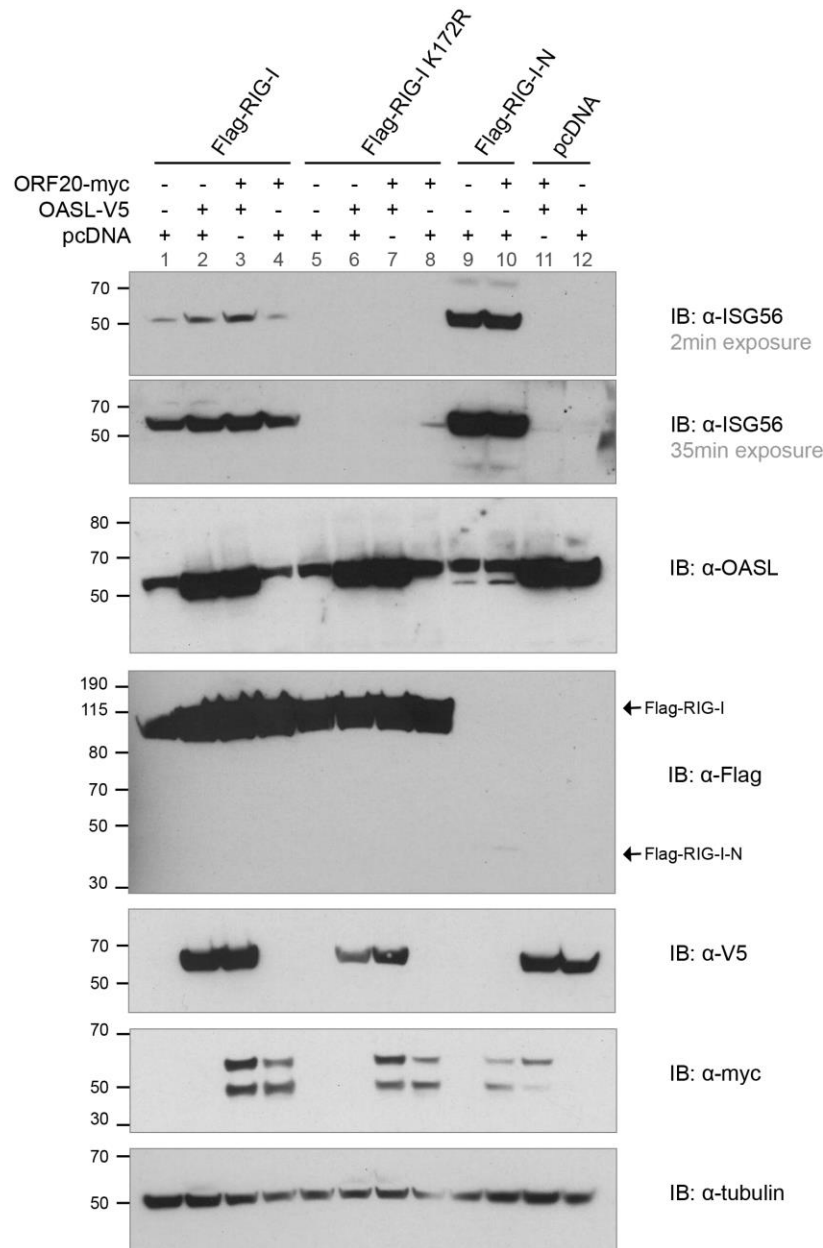 Flag-RIG-I Flag-RIG-I K172R Flag-RIG-I-N pcDNA
ORF20-myc - - + + - - + + - + + -
OASL-V5 - + + - - + + - - - + +
pcDNA + + - + + + - + + + - +
1 2 3 4 5 6 7 8 9 10 11 12
70
50
IB: α-ISG56
2min exposure
70
50
IB: α-ISG56
35min exposure
80
70
50
IB: α-OASL
190
115
80
70
50
30
Flag-RIG-I
IB: α-Flag
Flag-RIG-I-N
70
50
IB: α-V5
70
50
30
IB: α-myc
70
50
IB: α-tubulin